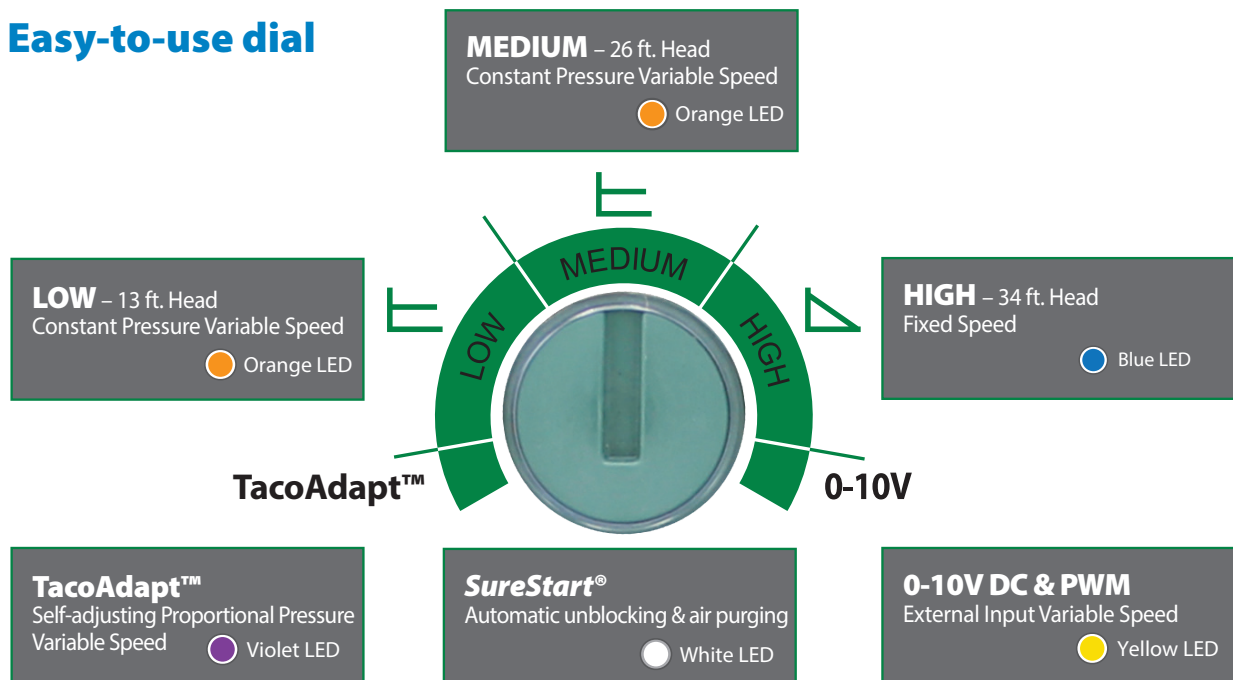 Easy-to-use dial
MEDIUM – 26 ft. Head
Constant Pressure Variable Speed
Orange LED
LOW – 13 ft. Head
Constant Pressure Variable Speed
Orange LED
LOW
MEDIUM
HIGH
HIGH – 34 ft. Head
Fixed Speed
Blue LED
TacoAdapt™
0-10V
TacoAdapt™
Self-adjusting Proportional Pressure
Variable Speed
Violet LED
SureStart®
Automatic unblocking & air purging
White LED
0-10V DC & PWM
External Input Variable Speed
Yellow LED